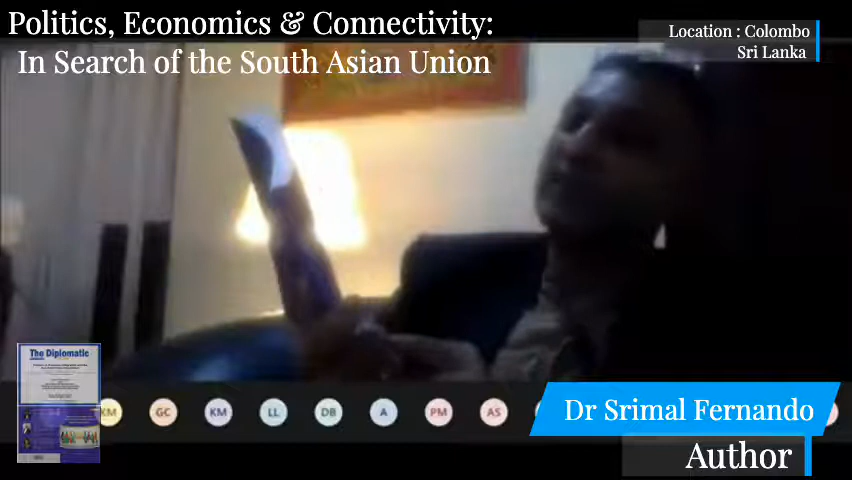 Politics, Economics & Connectivity:
In Search of the South Asian Union
Location : Colombo
Sri Lanka
The Diplomatic
KM
GC
KM
LL
DB
A
PM
AS
Dr Srimal Fernando
Author